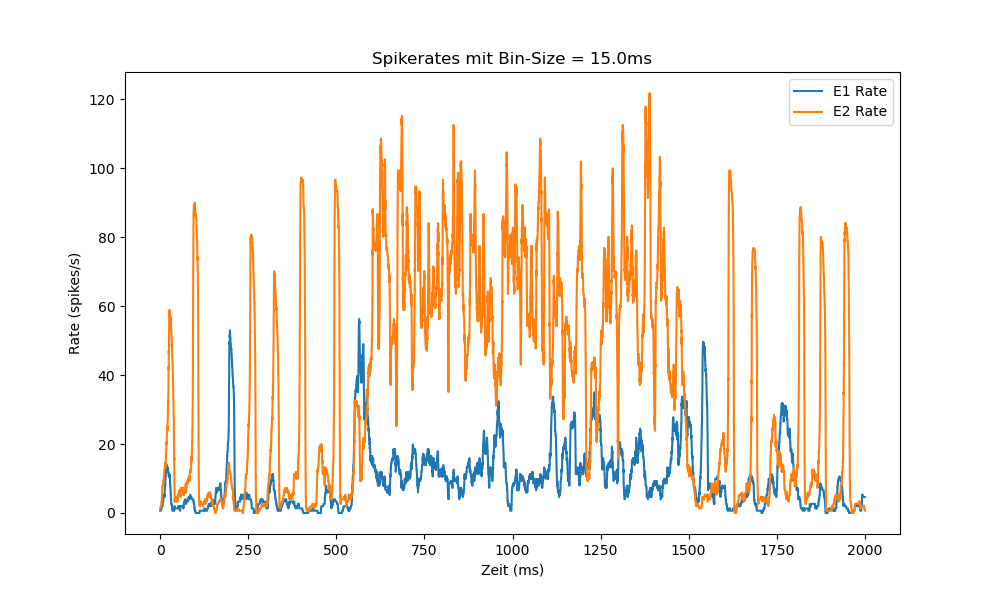 Spikerates mit Bin-Size = 15.0ms
E1 Rate
E2 Rate
Rate (spikes/s)
120
100
80
60
40
20
0
0 250 500 750 1000 1250 1500 1750 2000
Zeit (ms)